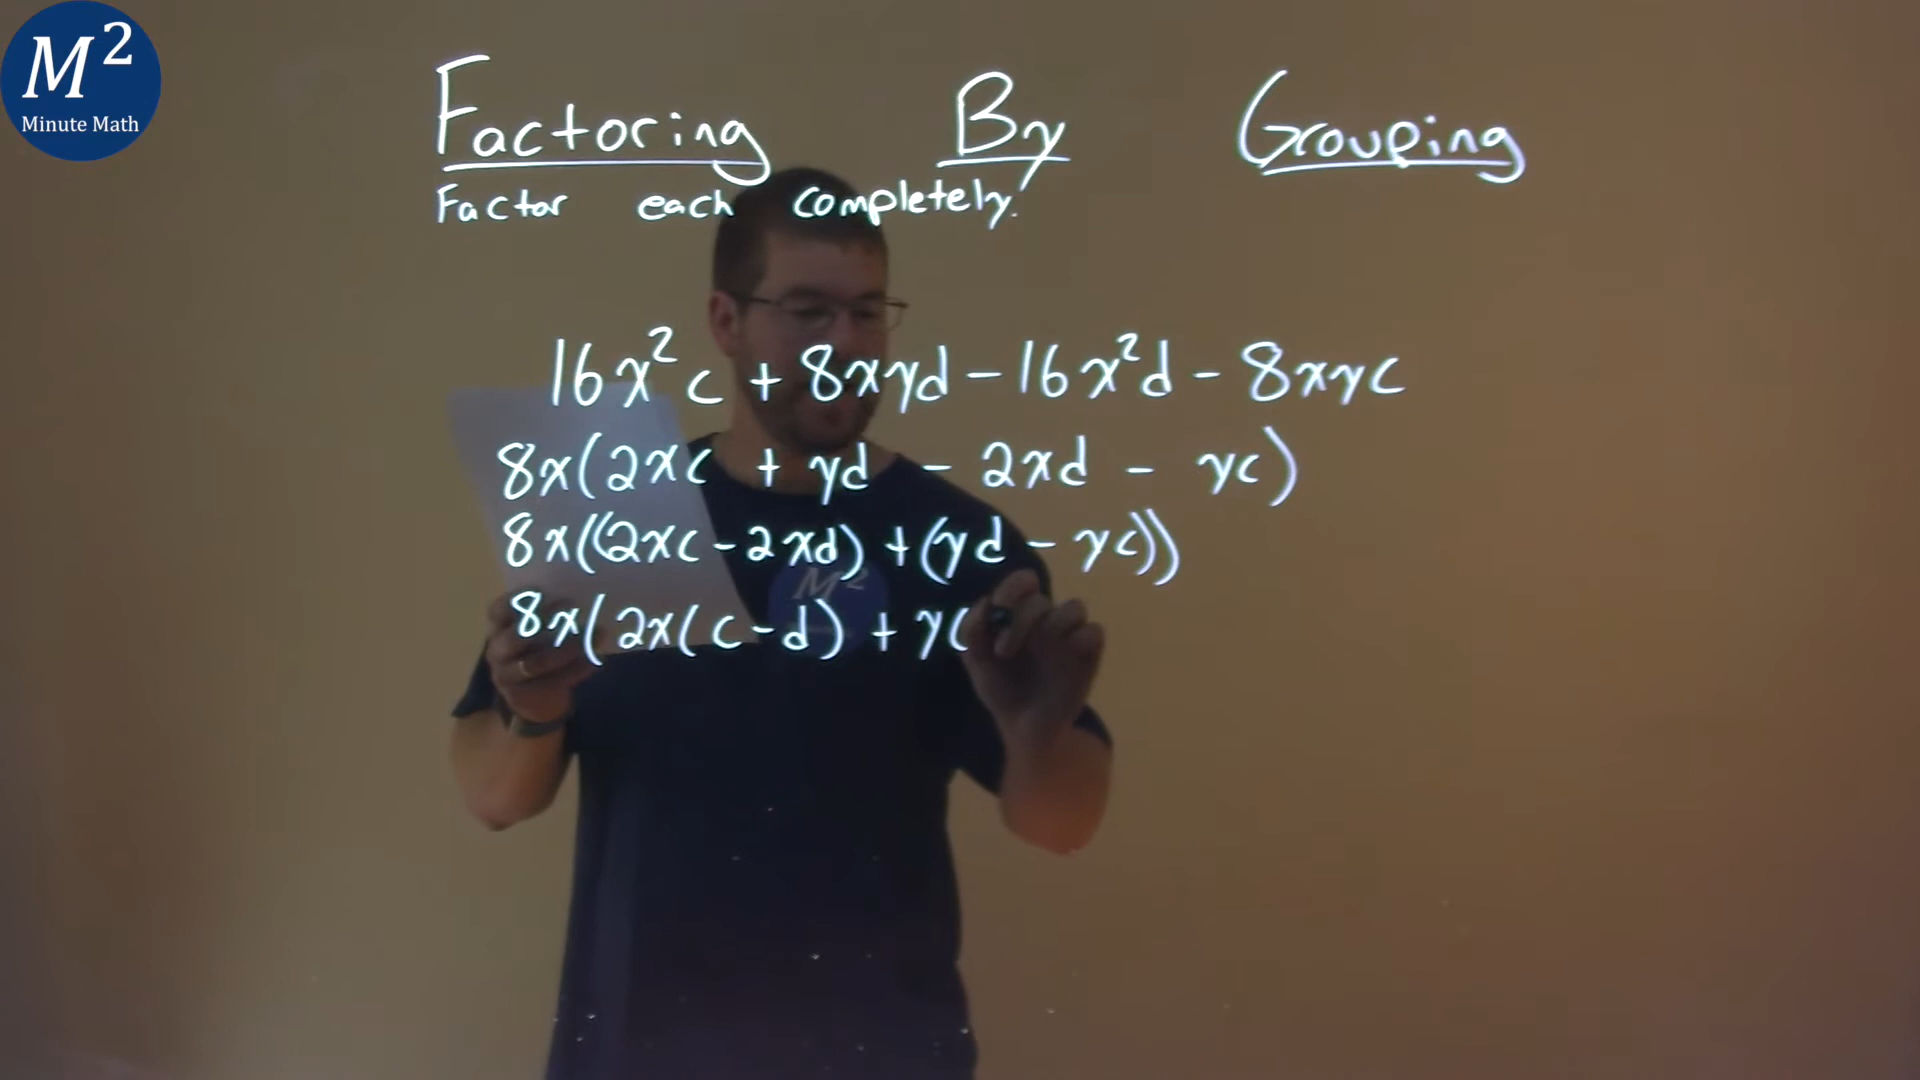 M²
Minute Math
Factoring By Grouping
Factor each completely.
16x²c + 8xyd - 16x²d - 8xyc
8x(2xc + yd - 2xd - yc)
8x((2xc - 2xd) + (yd - yc))
8x(2x(c-d) + y(
M²